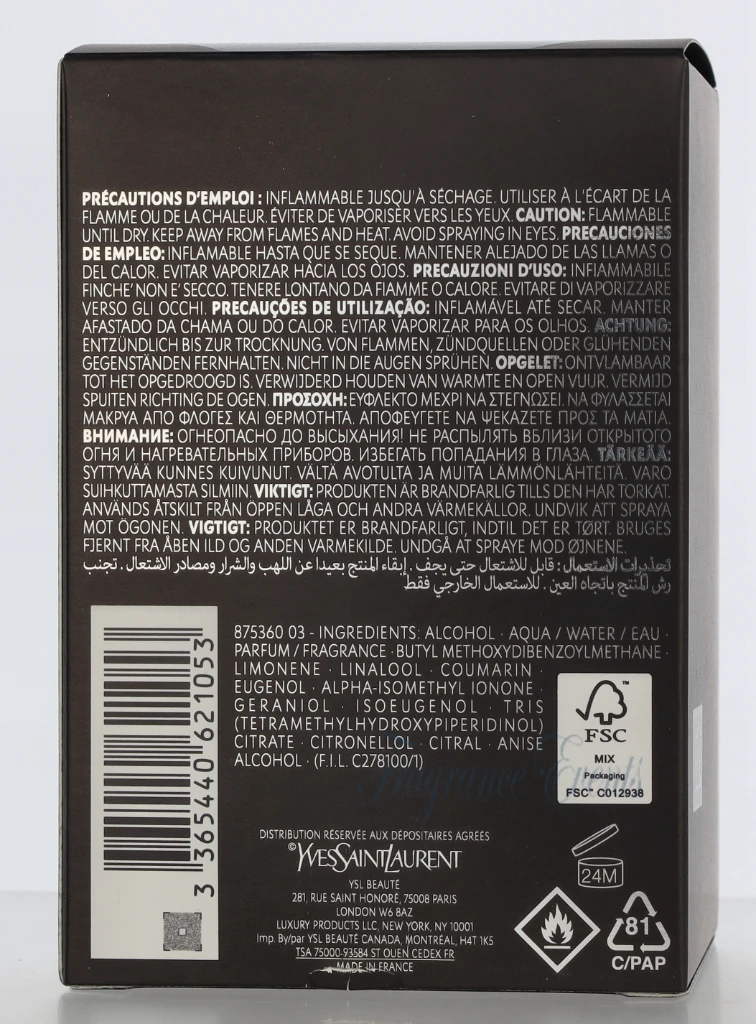 PRÉCAUTIONS D'EMPLOI : INFLAMMABLE JUSQU'À SÉCHAGE. UTILISER À L'ÉCART DE LA
FLAMME OU DE LA CHALEUR. ÉVITER DE VAPORISER VERS LES YEUX. CAUTION: FLAMMABLE
UNTIL DRY. KEEP AWAY FROM FLAMES AND HEAT. AVOID SPRAYING IN EYES. PRECAUCIONES
DE EMPLEO: INFLAMABLE HASTA QUE SE SEQUE. MANTENER ALEJADO DE LAS LLAMAS O
DEL CALOR. EVITAR VAPORIZAR HACIA LOS OJOS. PRECAUZIONI D'USO: INFIAMMABILE
FINCHE' NON E' SECCO. TENERE LONTANO DA FIAMME O CALORE. EVITARE DI VAPORIZZARE
VERSO GLI OCCHI. PRECAUÇÕES DE UTILIZAÇÃO: INFLAMÁVEL ATÉ SECAR. MANTER
AFASTADO DA CHAMA OU DO CALOR. EVITAR VAPORIZAR PARA OS OLHOS. ACHTUNG:
ENTZÜNDLICH BIS ZUR TROCKNUNG. VON FLAMMEN, ZÜNDQUELLEN ODER GLÜHENDEN
GEGENSTÄNDEN FERNHALTEN. NICHT IN DIE AUGEN SPRÜHEN. OPGELET: ONTVLAMBAAR
TOT HET OPGEDROOGD IS. VERWIJDERD HOUDEN VAN WARMTE EN OPEN VUUR. VERMIJD
SPUITEN RICHTING DE OGEN. ΠΡΟΣΟΧΗ: ΕΥΦΛΕΚΤΟ ΜΕΧΡΙ ΝΑ ΣΤΕΓΝΩΣΕΙ. ΝΑ ΦΥΛΑΣΣΕΤΑΙ
ΜΑΚΡΥΑ ΑΠΟ ΦΛΟΓΕΣ ΚΑΙ ΘΕΡΜΟΤΗΤΑ. ΑΠΟΦΕΥΓΕΤΕ ΝΑ ΨΕΚΑΖΕΤΕ ΠΡΟΣ ΤΑ ΜΑΤΙΑ.
ВНИМАНИЕ: ОГНЕОПАСНО ДО ВЫСЫХАНИЯ! НЕ РАСПЫЛЯТЬ ВБЛИЗИ ОТКРЫТОГО
ОГНЯ И НАГРЕВАТЕЛЬНЫХ ПРИБОРОВ. ИЗБЕГАТЬ ПОПАДАНИЯ В ГЛАЗА. TÄRKEÄÄ:
SYTTYVÄÄ KUNNES KUIVUNUT. VÄLTÄ AVOTULTA JA MUITA LÄMMÖNLÄHTEITÄ. VARO
SUIHKUTTAMASTA SILMIIN. VIKTIGT: PRODUKTEN ÄR BRANDFARLIG TILLS DEN HAR TORKAT.
ANVÄNDS ÅTSKILT FRÅN ÖPPEN LÅGA OCH ANDRA VÄRMEKÄLLOR. UNDVIK ATT SPRAYA
MOT ÖGONEN. VIGTIGT: PRODUKTET ER BRANDFARLIGT, INDTIL DET ER TØRT. BRUGES
FJERNT FRA ÅBEN ILD OG ANDEN VARMEKILDE. UNDGÅ AT SPRAYE MOD ØJNENE.
تحذيرات الاستعمال : قابل للاشتعال حتى يجف . إبقاء المنتج بعيدا عن اللهب والشرار ومصادر الاشتعال . تجنب
رش المنتج باتجاه العين . للاستعمال الخارجي فقط
3 365440 621053
875360 03 - INGREDIENTS: ALCOHOL · AQUA / WATER / EAU ·
PARFUM / FRAGRANCE · BUTYL METHOXYDIBENZOYLMETHANE ·
LIMONENE · LINALOOL · COUMARIN ·
EUGENOL · ALPHA-ISOMETHYL IONONE ·
GERANIOL · ISOEUGENOL · TRIS
(TETRAMETHYLHYDROXYPIPERIDINOL)
CITRATE · CITRONELLOL · CITRAL · ANISE
ALCOHOL · (F.I.L. C278100/1)
™
FSC
MIX
Packaging
FSC™ C012938
Fragrance Events
DISTRIBUTION RÉSERVÉE AUX DÉPOSITAIRES AGRÉÉS
©YVESSAINTLAURENT
YSL BEAUTÉ
281, RUE SAINT HONORÉ, 75008 PARIS
LONDON W6 8AZ
LUXURY PRODUCTS LLC, NEW YORK, NY 10001
Imp. By/par YSL BEAUTÉ CANADA, MONTRÉAL, H4T 1K5
TSA 75000-93584 ST OUEN CEDEX FR
MADE IN FRANCE
24M
81
C/PAP